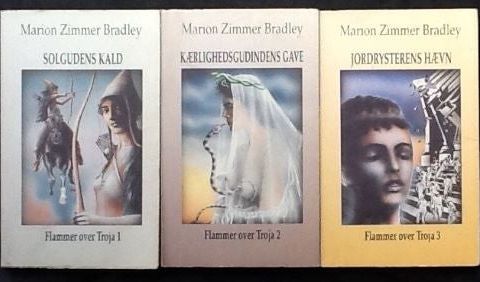 Marion Zimmer Bradley
SOLGUDENS KALD
Flammer over Troja 1
Marion Zimmer Bradley
KÆRLIGHEDSGUDINDENS GAVE
Flammer over Troja 2
Marion Zimmer Bradley
JORDRYSTERENS HÆVN
Flammer over Troja 3